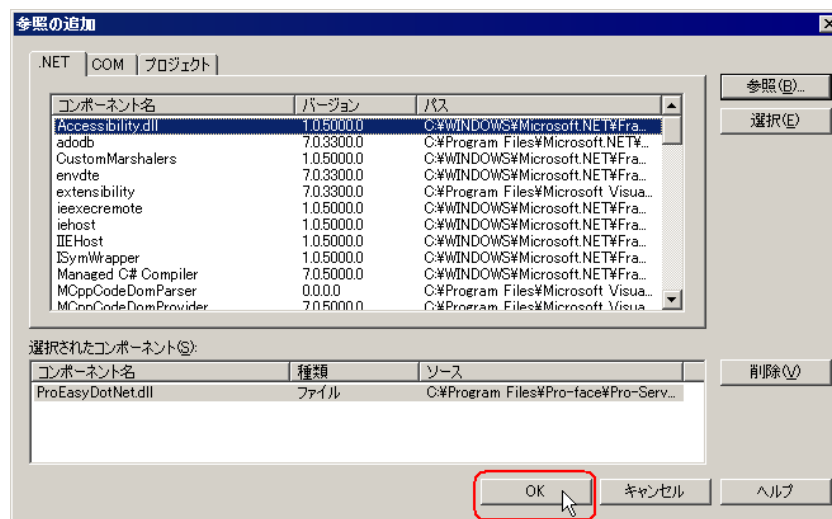 参照の追加
.NET COM プロジェクト
参照(B)...
コンポーネント名 バージョン パス
選択(E)
Accessibility.dll 1.0.5000.0 C:¥WINDOWS¥Microsoft.NET¥Fra...
adodb 7.0.3300.0 C:¥Program Files¥Microsoft.NET¥...
CustomMarshalers 1.0.5000.0 C:¥WINDOWS¥Microsoft.NET¥Fra...
envdte 7.0.3300.0 C:¥WINDOWS¥Microsoft.NET¥Fra...
extensibility 7.0.3300.0 C:¥Program Files¥Microsoft Visua...
ieexecremote 1.0.5000.0 C:¥WINDOWS¥Microsoft.NET¥Fra...
iehost 1.0.5000.0 C:¥WINDOWS¥Microsoft.NET¥Fra...
IIEHost 1.0.5000.0 C:¥WINDOWS¥Microsoft.NET¥Fra...
ISymWrapper 1.0.5000.0 C:¥WINDOWS¥Microsoft.NET¥Fra...
Managed C# Compiler 7.0.5000.0 C:¥WINDOWS¥Microsoft.NET¥Fra...
MCppCodeDomParser 0.0.0.0 C:¥Program Files¥Microsoft Visua...
MCppCodeDomProvider 7.0.5000.0 C:¥Program Files¥Microsoft Visua...
選択されたコンポーネント(S):
コンポーネント名 種類 ソース
削除(V)
ProEasyDotNet.dll ファイル C:¥Program Files¥Pro-face¥Pro-Serv...
OK キャンセル ヘルプ